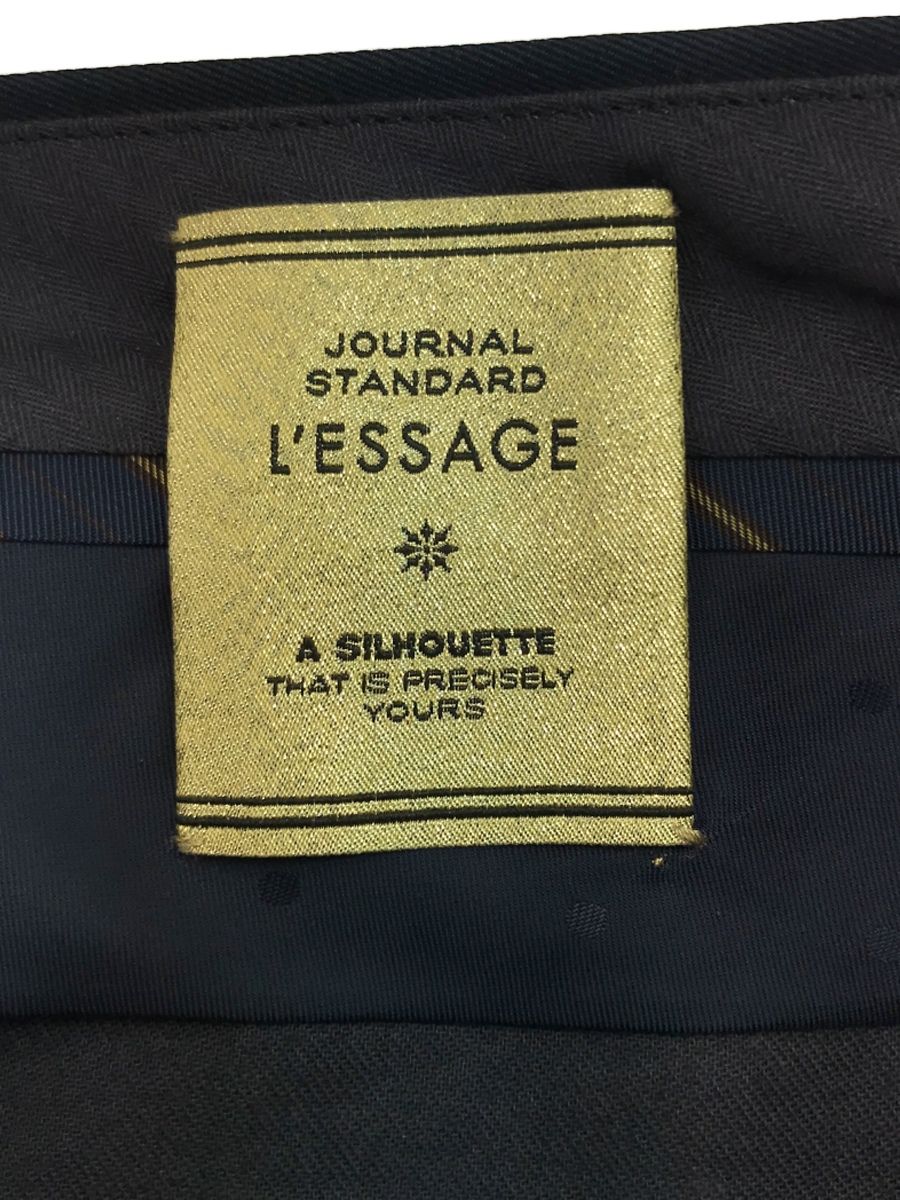 JOURNAL
STANDARD
L'ESSAGE
A SILHOUETTE
THAT IS PRECISELY
YOURS